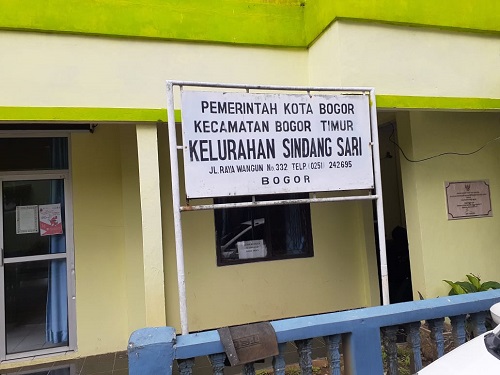 PEMERINTAH KOTA BOGOR
KECAMATAN BOGOR TIMUR
KELURAHAN SINDANG SARI
JL. RAYA WANGUN No. 332 TELP. (0251) 242695
BOGOR